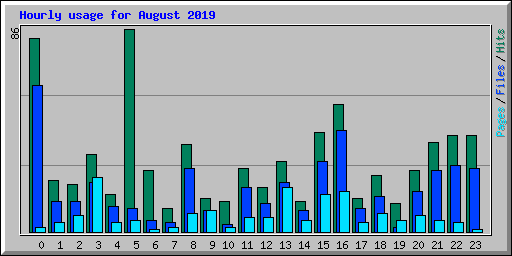 Hourly usage for August 2019
86
Pages / Files / Hits
0 1 2 3 4 5 6 7 8 9 10 11 12 13 14 15 16 17 18 19 20 21 22 23